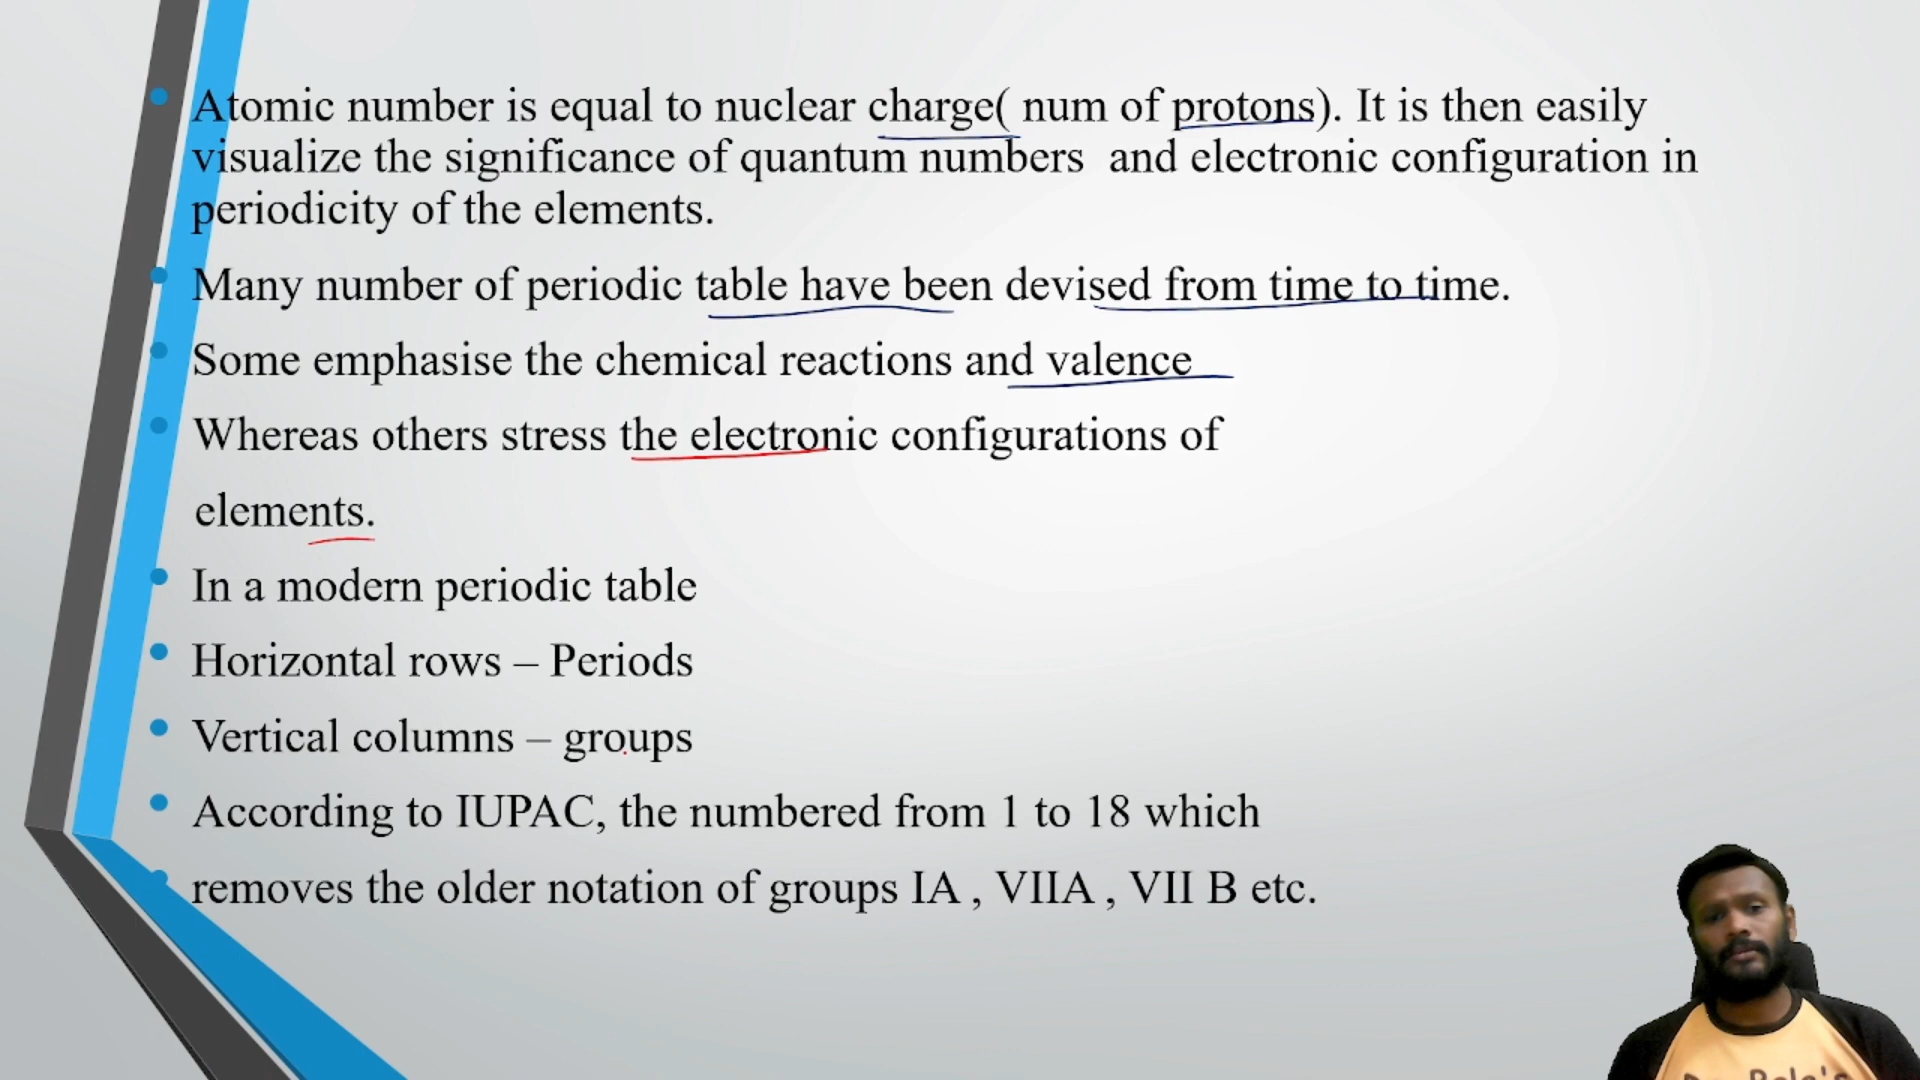 Atomic number is equal to nuclear charge( num of protons). It is then easily
visualize the significance of quantum numbers and electronic configuration in
periodicity of the elements.
Many number of periodic table have been devised from time to time.
Some emphasise the chemical reactions and valence
Whereas others stress the electronic configurations of
elements.
In a modern periodic table
Horizontal rows – Periods
Vertical columns – groups
According to IUPAC, the numbered from 1 to 18 which
removes the older notation of groups IA , VIIA , VII B etc.